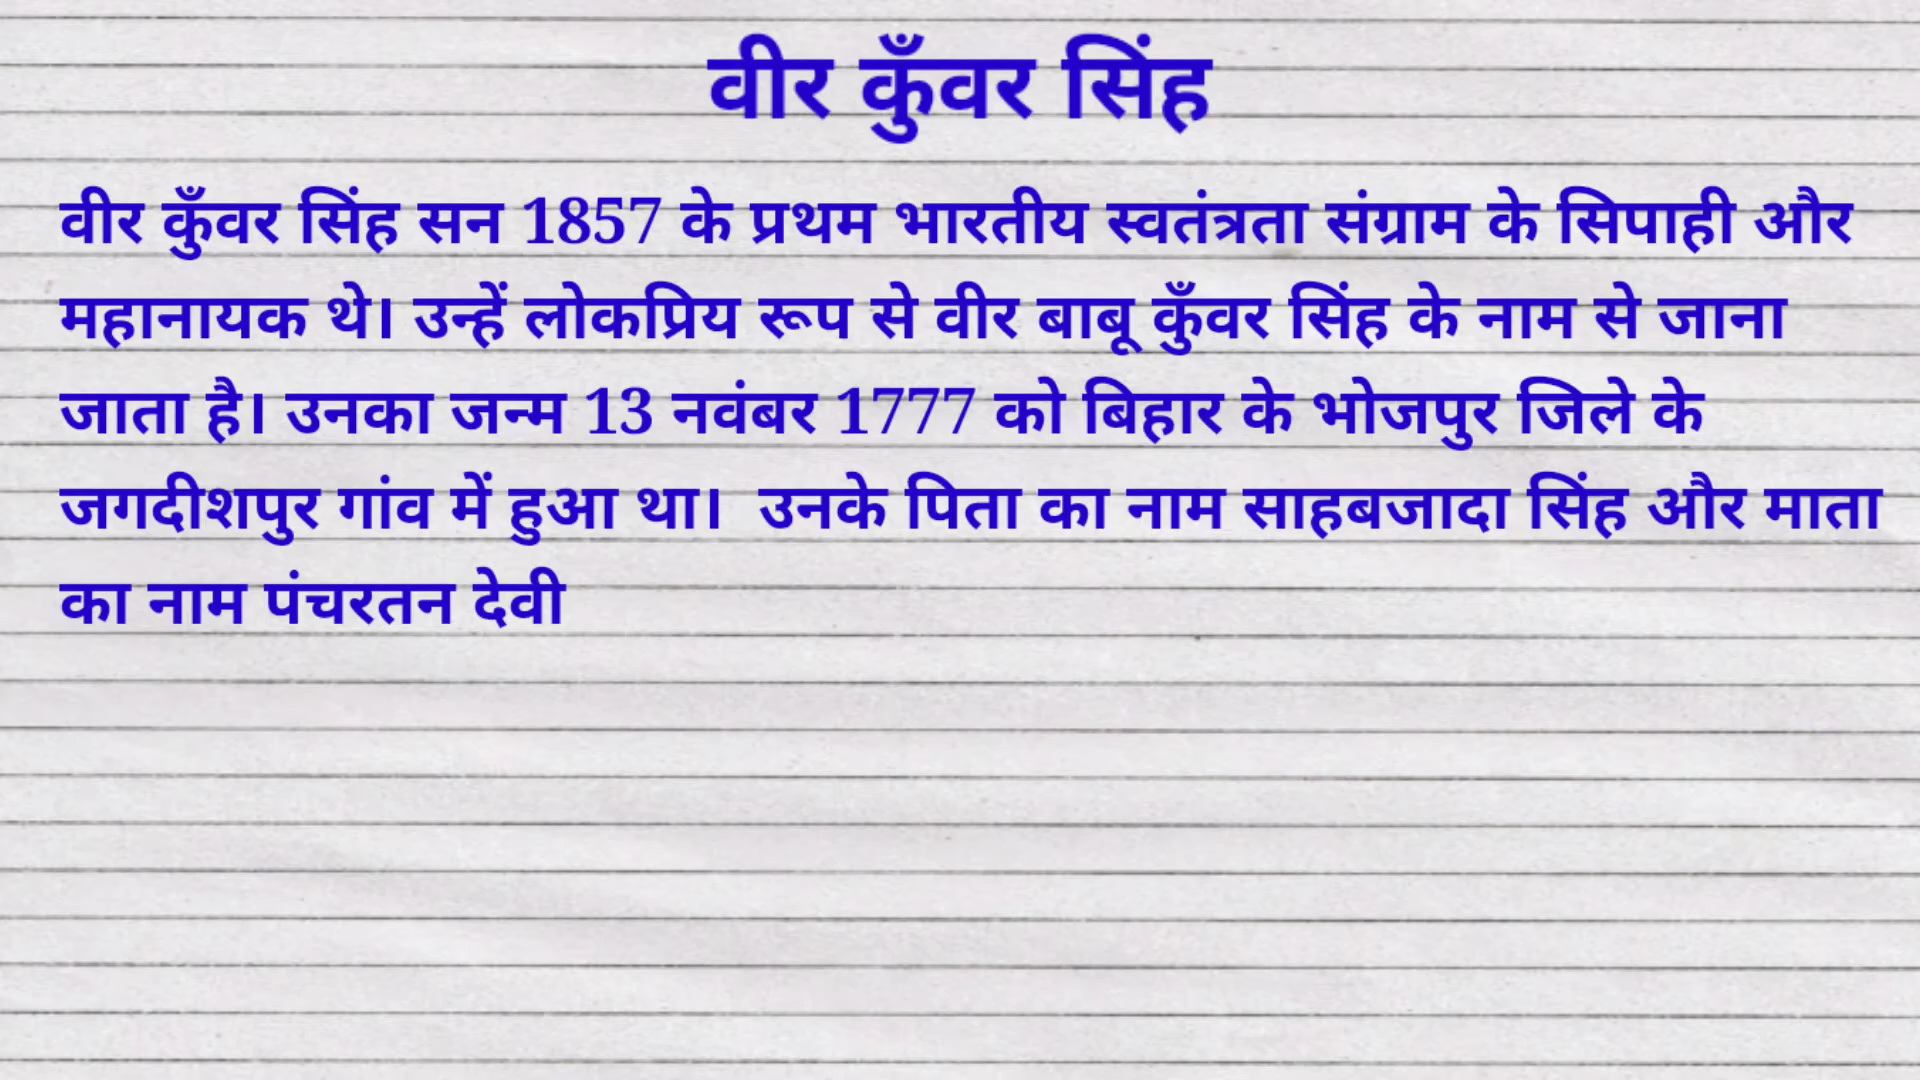 वीर कुँवर सिंह
वीर कुँवर सिंह सन 1857 के प्रथम भारतीय स्वतंत्रता संग्राम के सिपाही और
महानायक थे। उन्हें लोकप्रिय रूप से वीर बाबू कुँवर सिंह के नाम से जाना
जाता है। उनका जन्म 13 नवंबर 1777 को बिहार के भोजपुर जिले के
जगदीशपुर गांव में हुआ था। उनके पिता का नाम साहबजादा सिंह और माता
का नाम पंचरतन देवी